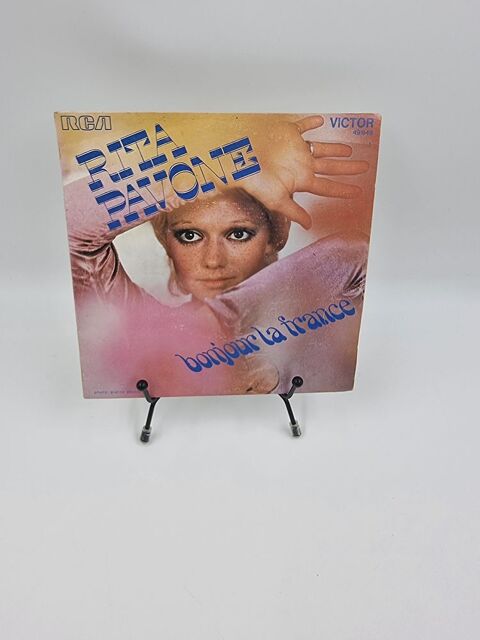 RCA
VICTOR
RITA
PAVONE
bonjour la france